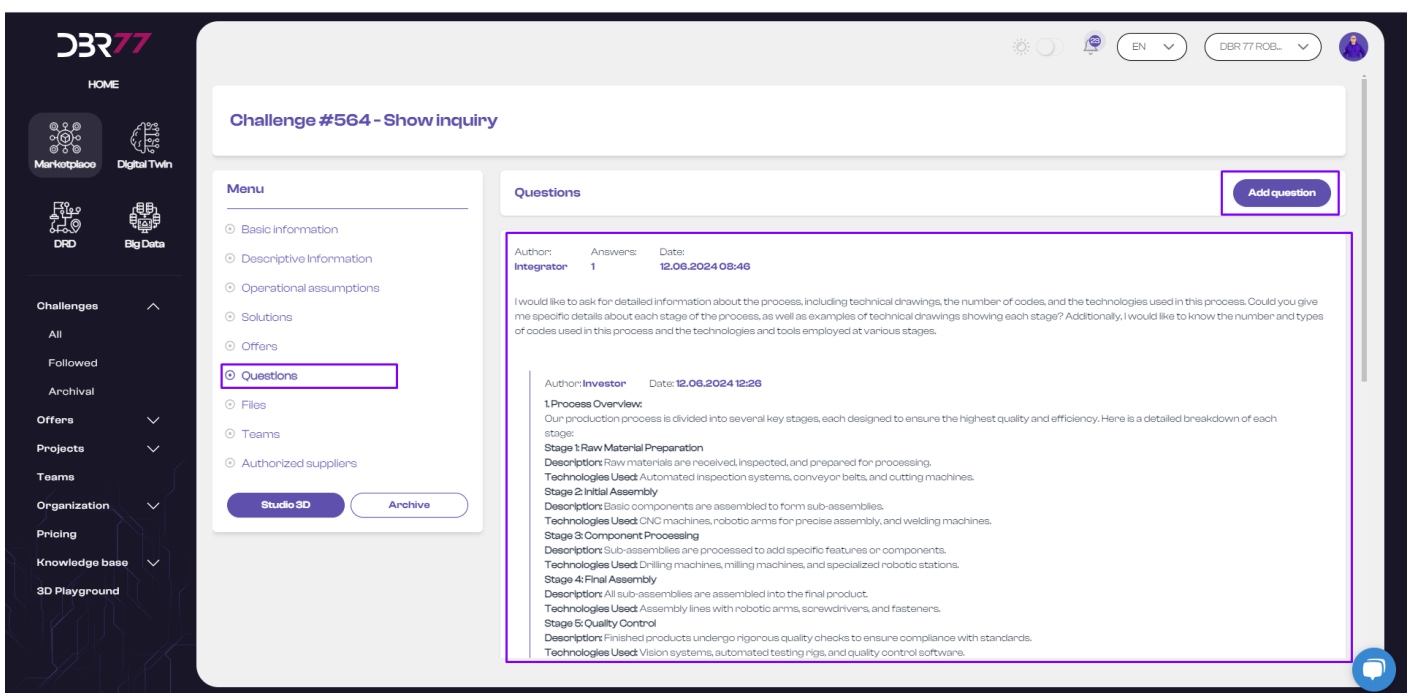 DBR77
HOME
Marketplace
Digital Twin
DRD
Big Data
Challenges
All
Followed
Archival
Offers
Projects
Teams
Organization
Pricing
Knowledge base
3D Playground
29
EN
DBR 77 ROB...
Challenge #564 - Show inquiry
Menu
Basic information
Descriptive Information
Operational assumptions
Solutions
Offers
Questions
Files
Teams
Authorized suppliers
Studio 3D
Archive
Questions
Add question
Author: Answers: Date:
Integrator 1 12.06.2024 08:46
I would like to ask for detailed information about the process, including technical drawings, the number of codes, and the technologies used in this process. Could you give
me specific details about each stage of the process, as well as examples of technical drawings showing each stage? Additionally, I would like to know the number and types
of codes used in this process and the technologies and tools employed at various stages.
Author: Investor Date: 12.06.2024 12:26
1. Process Overview:
Our production process is divided into several key stages, each designed to ensure the highest quality and efficiency. Here is a detailed breakdown of each
stage:
Stage 1: Raw Material Preparation
Description: Raw materials are received, inspected, and prepared for processing.
Technologies Used: Automated inspection systems, conveyor belts, and cutting machines.
Stage 2: Initial Assembly
Description: Basic components are assembled to form sub-assemblies.
Technologies Used: CNC machines, robotic arms for precise assembly, and welding machines.
Stage 3: Component Processing
Description: Sub-assemblies are processed to add specific features or components.
Technologies Used: Drilling machines, milling machines, and specialized robotic stations.
Stage 4: Final Assembly
Description: All sub-assemblies are assembled into the final product.
Technologies Used: Assembly lines with robotic arms, screwdrivers, and fasteners.
Stage 5: Quality Control
Description: Finished products undergo rigorous quality checks to ensure compliance with standards.
Technologies Used: Vision systems, automated testing rigs, and quality control software.